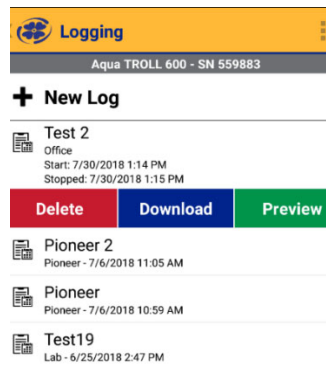 Logging
Aqua TROLL 600 - SN 559883
New Log
Test 2
Office
Start: 7/30/2018 1:14 PM
Stopped: 7/30/2018 1:15 PM
Delete Download Preview
Pioneer 2
Pioneer - 7/6/2018 11:05 AM
Pioneer
Pioneer - 7/6/2018 10:59 AM
Test19
Lab - 6/25/2018 2:47 PM